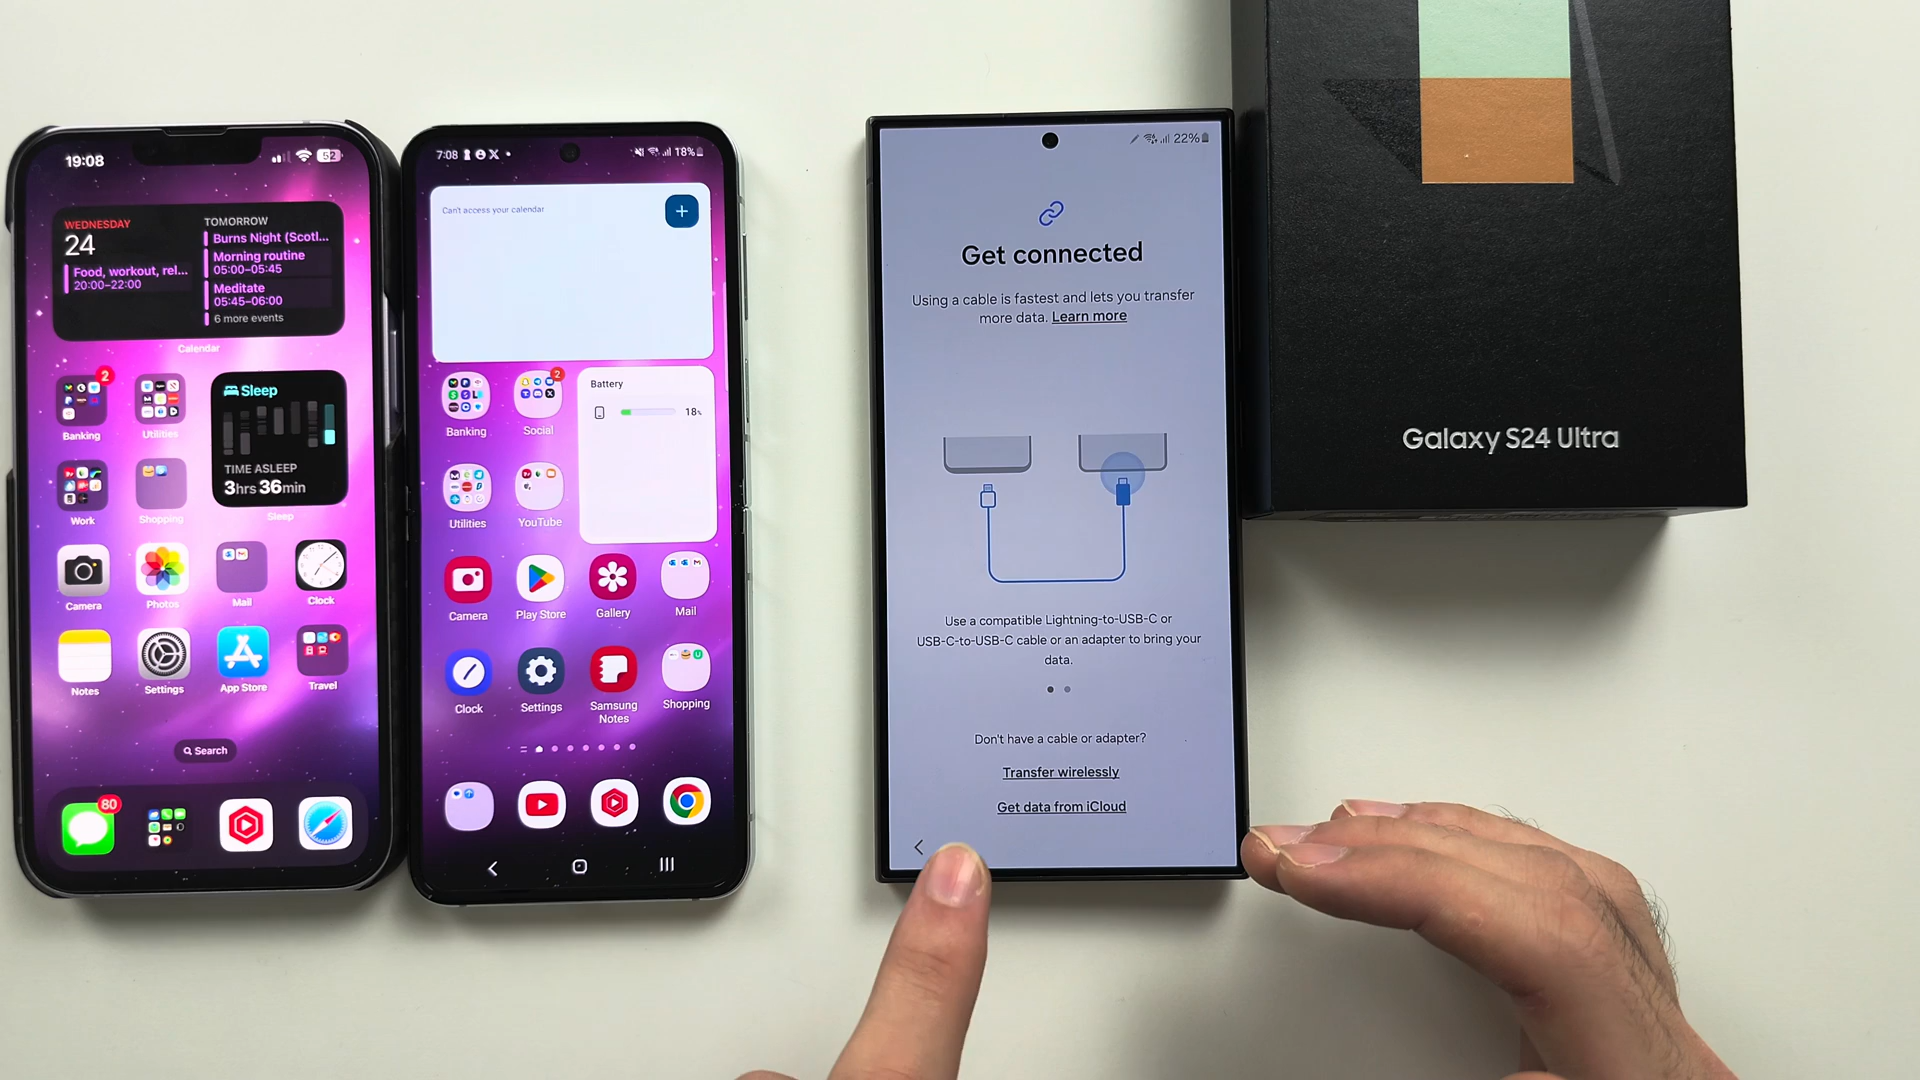 19:08
52
WEDNESDAY
24
Food, workout, rel...
20:00–22:00
TOMORROW
Burns Night (Scotl...
Morning routine
05:00–05:45
Meditate
05:45–06:00
6 more events
Calendar
2
Banking
Utilities
Sleep
TIME ASLEEP
3hrs 36min
Sleep
Work
Shopping
Camera
Photos
Mail
Clock
Notes
Settings
App Store
Travel
Search
80
7:08
18%
Can't access your calendar
Banking
2
Social
Battery
18%
Utilities
YouTube
Camera
Play Store
Gallery
Mail
Clock
Settings
Samsung
Notes
Shopping
22%
Get connected
Using a cable is fastest and lets you transfer
more data. Learn more
Use a compatible Lightning-to-USB-C or
USB-C-to-USB-C cable or an adapter to bring your
data.
Don't have a cable or adapter?
Transfer wirelessly
Get data from iCloud
Galaxy S24 Ultra